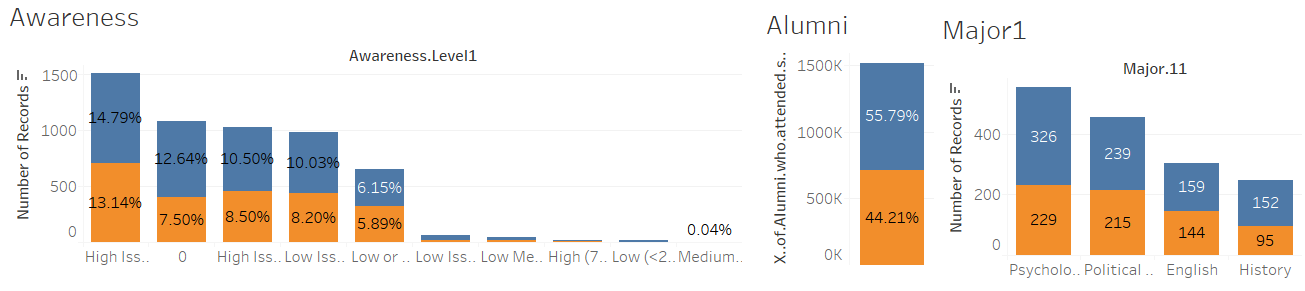 Awareness
Awareness.Level1
Number of Records
1500
1000
500
0
14.79%
13.14%
12.64%
7.50%
10.50%
8.50%
10.03%
8.20%
6.15%
5.89%
0.04%
High Iss..
0
High Iss..
Low Iss..
Low or ..
Low Iss..
Low Me..
High (7..
Low (<2..
Medium..
Alumni
X..of.Alumni.who.attended.s..
1500K
1000K
500K
0K
55.79%
44.21%
Major1
Major.11
Number of Records
400
200
0
326
229
239
215
159
144
152
95
Psycholo..
Political ..
English
History